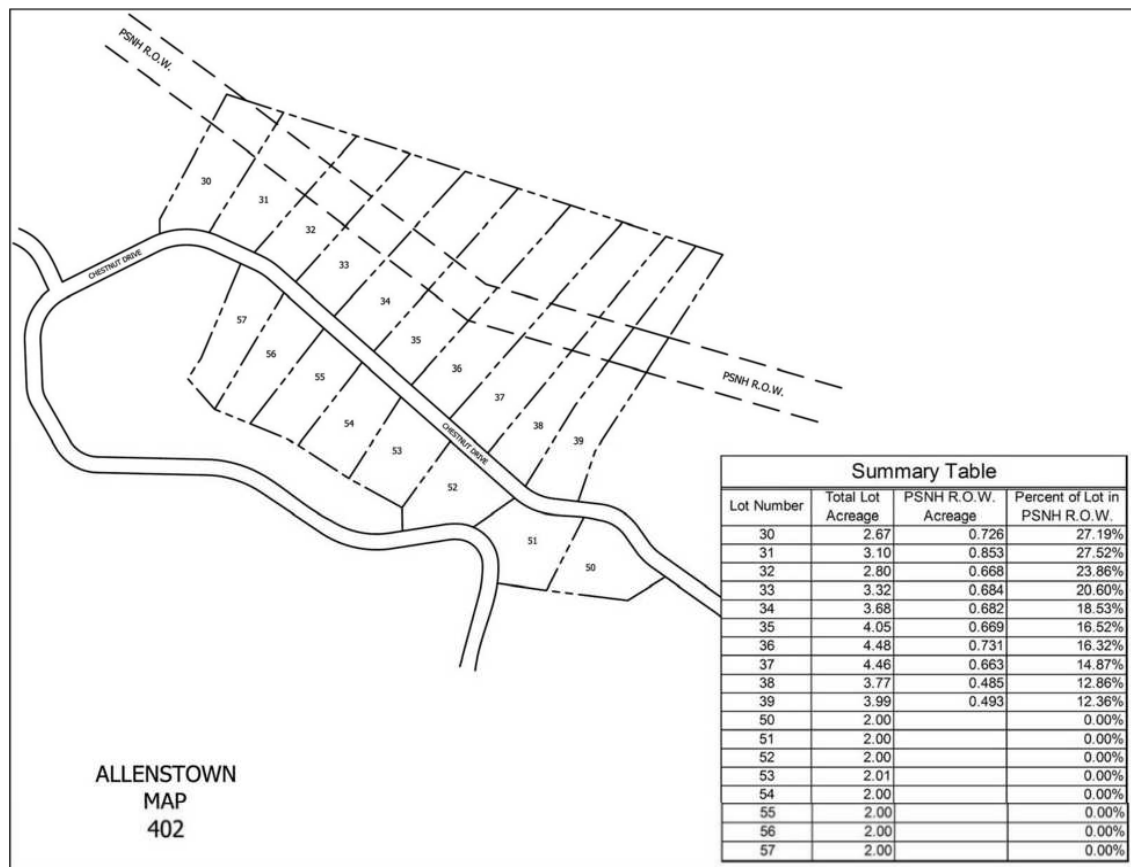 PSNH R.O.W.
30
31
32
33
34
35
36
37
38
39
CHESTNUT DRIVE
57
56
55
54
53
52
51
50
CHESTNUT DRIVE
PSNH R.O.W.
Summary Table
Lot Number Total Lot Acreage PSNH R.O.W. Acreage Percent of Lot in PSNH R.O.W.
30 2.67 0.726 27.19%
31 3.10 0.853 27.52%
32 2.80 0.668 23.86%
33 3.32 0.684 20.60%
34 3.68 0.682 18.53%
35 4.05 0.669 16.52%
36 4.48 0.731 16.32%
37 4.46 0.663 14.87%
38 3.77 0.485 12.86%
39 3.99 0.493 12.36%
50 2.00 0.00%
51 2.00 0.00%
52 2.00 0.00%
53 2.01 0.00%
54 2.00 0.00%
55 2.00 0.00%
56 2.00 0.00%
57 2.00 0.00%
ALLENSTOWN
MAP
402